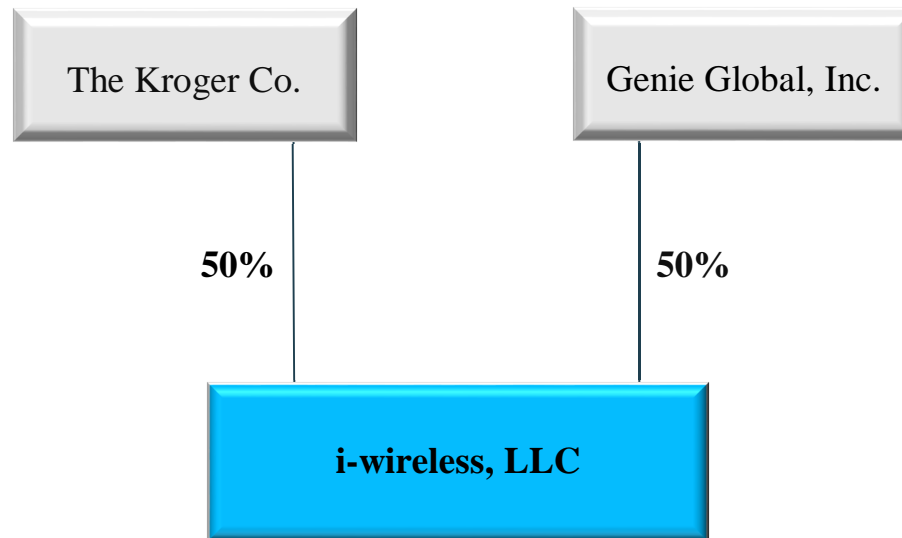 The Kroger Co.
Genie Global, Inc.
50%
50%
i-wireless, LLC